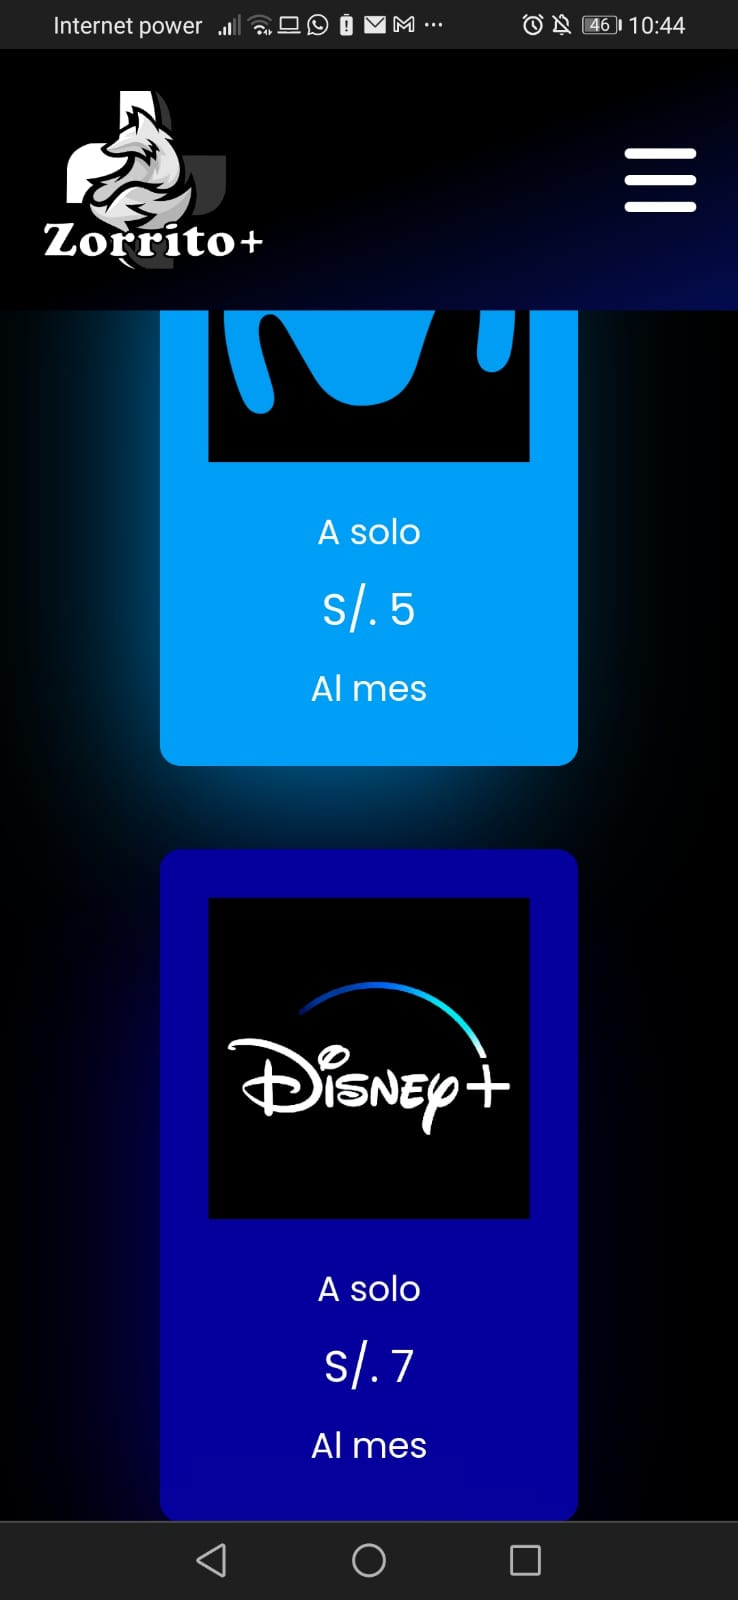 Internet power
46 10:44
Zorrito+
A solo
S/. 5
Al mes
Disney+
A solo
S/. 7
Al mes